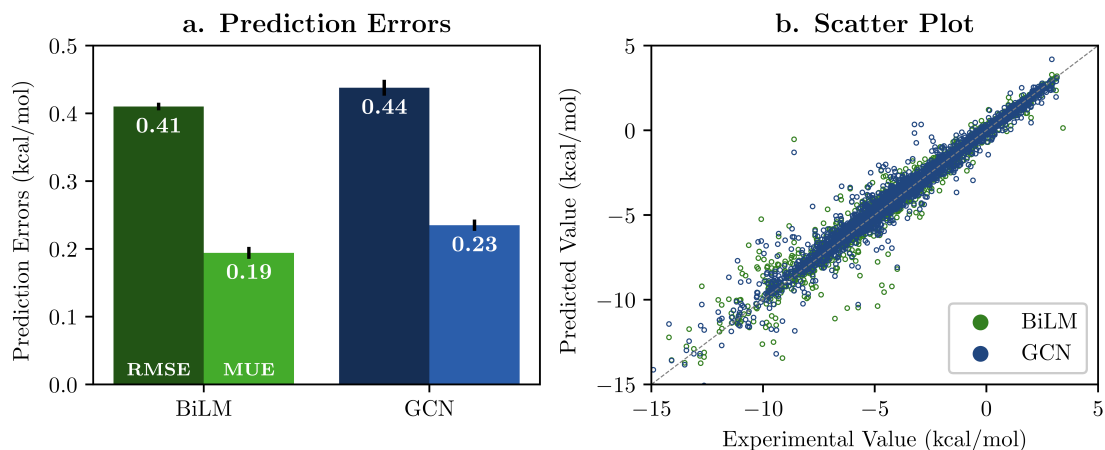 a. Prediction Errors
Prediction Errors (kcal/mol)
0.5
0.4
0.3
0.2
0.1
0.0
0.41
0.19
0.44
0.23
RMSE
MUE
BiLM
GCN
b. Scatter Plot
Predicted Value (kcal/mol)
5
0
−5
−10
−15
BiLM
GCN
−15
−10
−5
0
5
Experimental Value (kcal/mol)